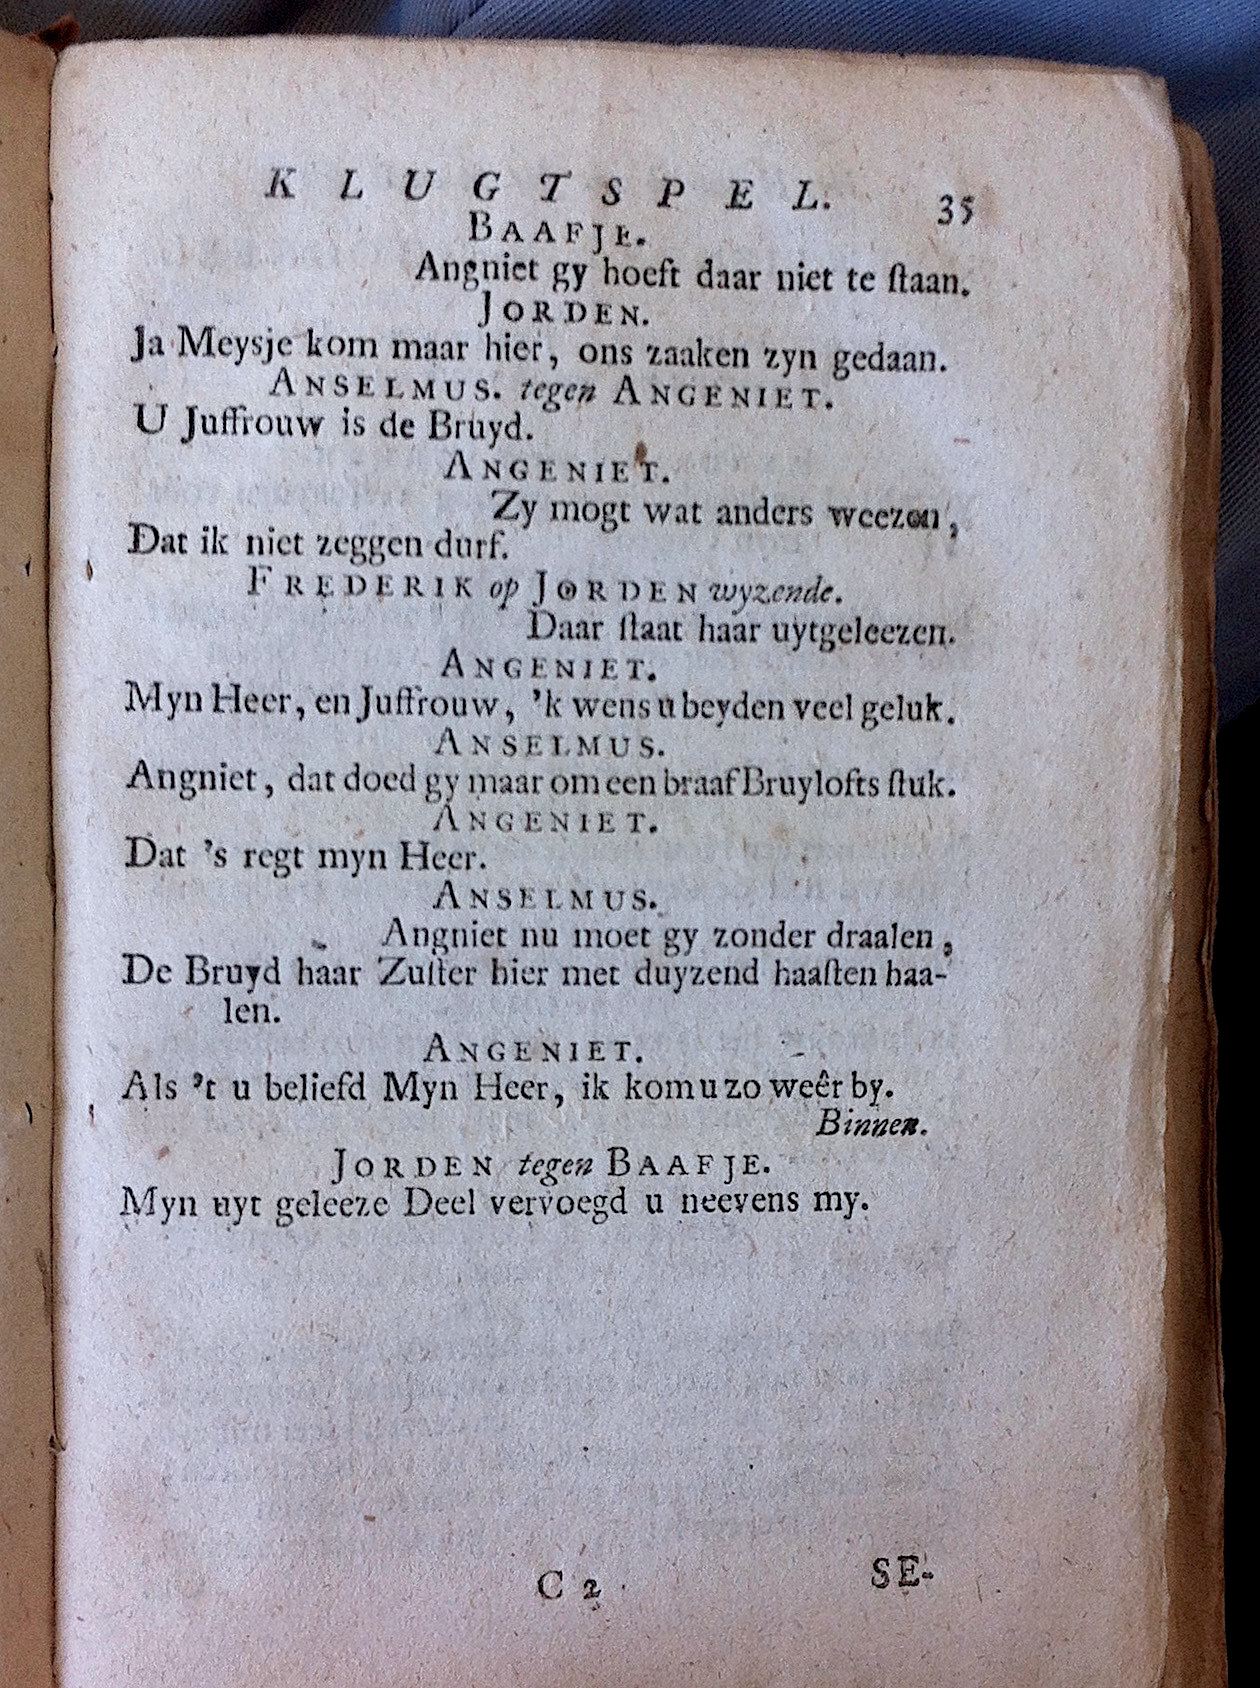 KLUGTSPEL. 35
BAAFJE.
Angniet gy hoeft daar niet te ſtaan.
JORDEN.
Ja Meysje kom maar hier, ons zaaken zyn gedaan.
ANSELMUS. tegen ANGENIET.
U Juffrouw is de Bruyd.
ANGENIET.
Zy mogt wat anders weezen,
Dat ik niet zeggen durf.
FREDERIK op JORDEN wyzende.
Daar ſtaat haar uytgeleezen.
ANGENIET.
Myn Heer, en Juffrouw, 'k wens u beyden veel geluk.
ANSELMUS.
Angniet, dat doed gy maar om een braaf Bruylofts ſtuk.
ANGENIET.
Dat 's regt myn Heer.
ANSELMUS.
Angniet nu moet gy zonder draalen,
De Bruyd haar Zuſter hier met duyzend haaſten haa-
len.
ANGENIET.
Als 't u beliefd Myn Heer, ik kom u zo weêr by.
Binnen.
JORDEN tegen BAAFJE.
Myn uyt geleeze Deel vervoegd u neevens my.
C 2 SE-